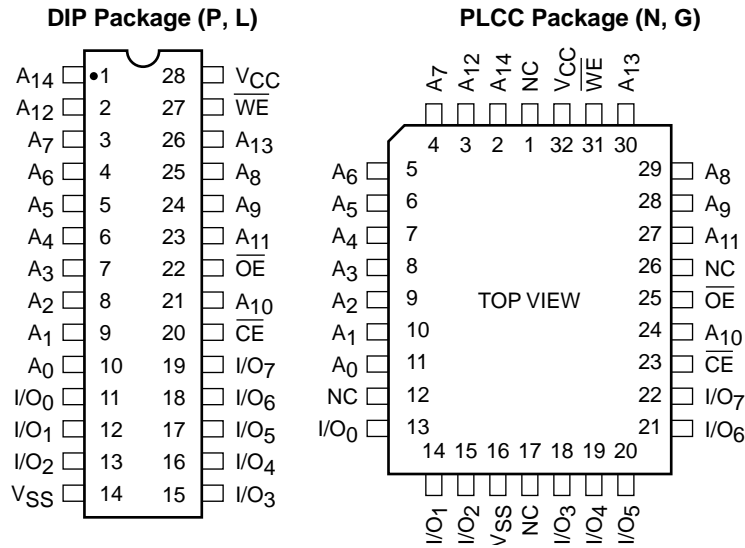 DIP Package (P, L)
A14 1 28 VCC
A12 2 27 W̅E̅
A7 3 26 A13
A6 4 25 A8
A5 5 24 A9
A4 6 23 A11
A3 7 22 O̅E̅
A2 8 21 A10
A1 9 20 C̅E̅
A0 10 19 I/O7
I/O0 11 18 I/O6
I/O1 12 17 I/O5
I/O2 13 16 I/O4
VSS 14 15 I/O3
PLCC Package (N, G)
A7 A12 A14 NC VCC W̅E̅ A13
4 3 2 1 32 31 30
A6 5 29 A8
A5 6 28 A9
A4 7 27 A11
A3 8 26 NC
A2 9 TOP VIEW 25 O̅E̅
A1 10 24 A10
A0 11 23 C̅E̅
NC 12 22 I/O7
I/O0 13 21 I/O6
14 15 16 17 18 19 20
I/O1 I/O2 VSS NC I/O3 I/O4 I/O5